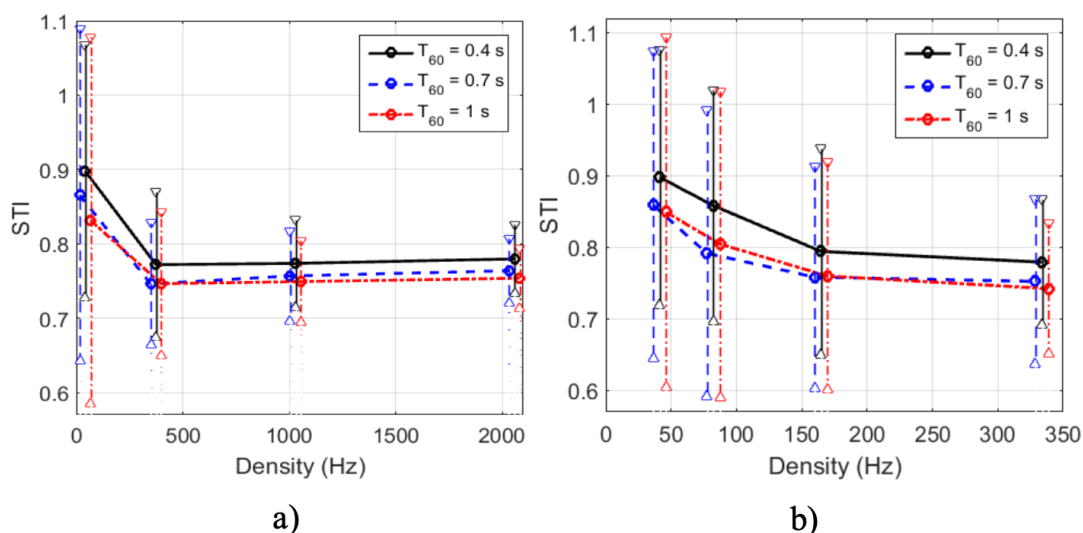 1.1
1
0.9
0.8
0.7
0.6
STI
0
500
1000
1500
2000
Density (Hz)
T60 = 0.4 s
T60 = 0.7 s
T60 = 1 s
a)
1.1
1
0.9
0.8
0.7
0.6
STI
0
50
100
150
200
250
300
350
Density (Hz)
T60 = 0.4 s
T60 = 0.7 s
T60 = 1 s
b)